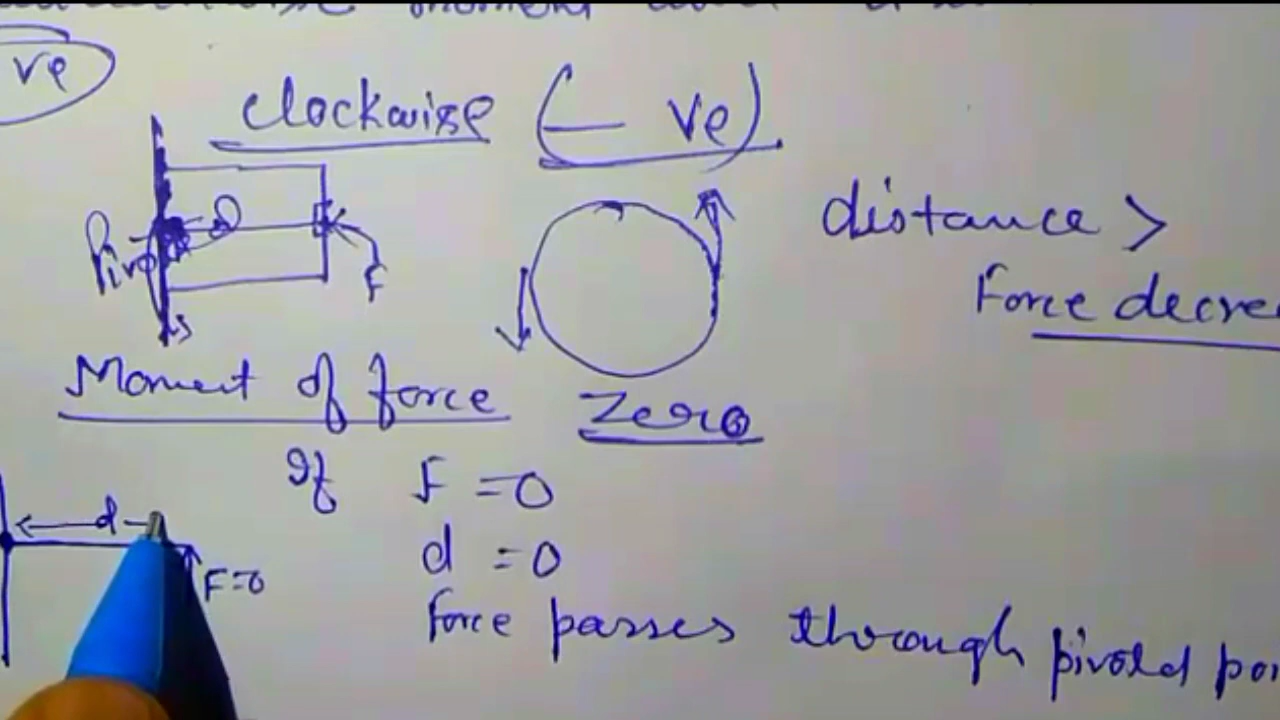 moment
ve
clockwise (- ve)
D
Pivot
F
distance >
Force decre
Moment of force zero
If F = 0
d
d = 0
F=0
Force passes through pivoted poi